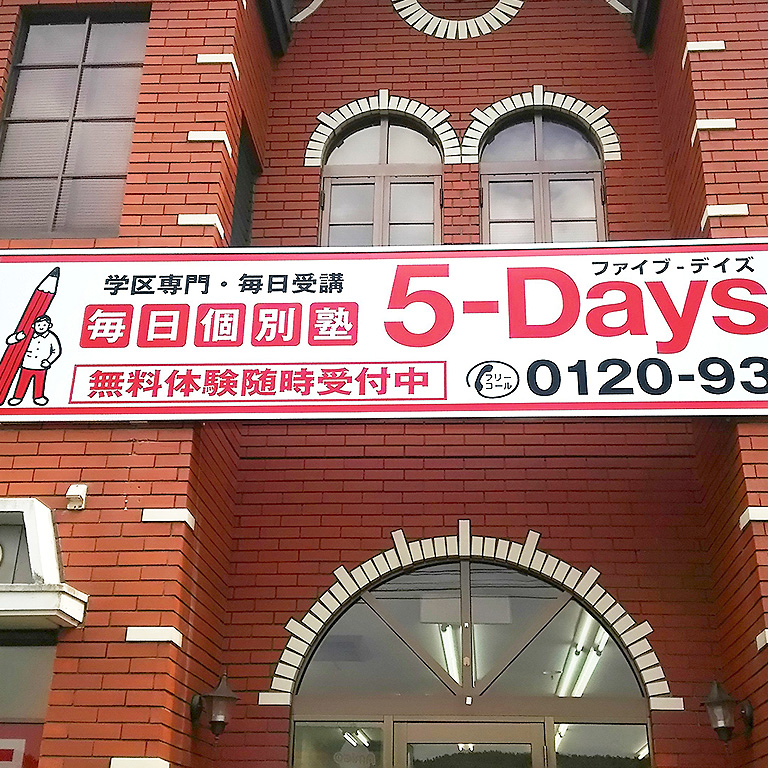 学区専門・毎日受講
毎日個別塾
ファイブ-デイズ
5-Days
無料体験随時受付中
フリーコール
0120-93